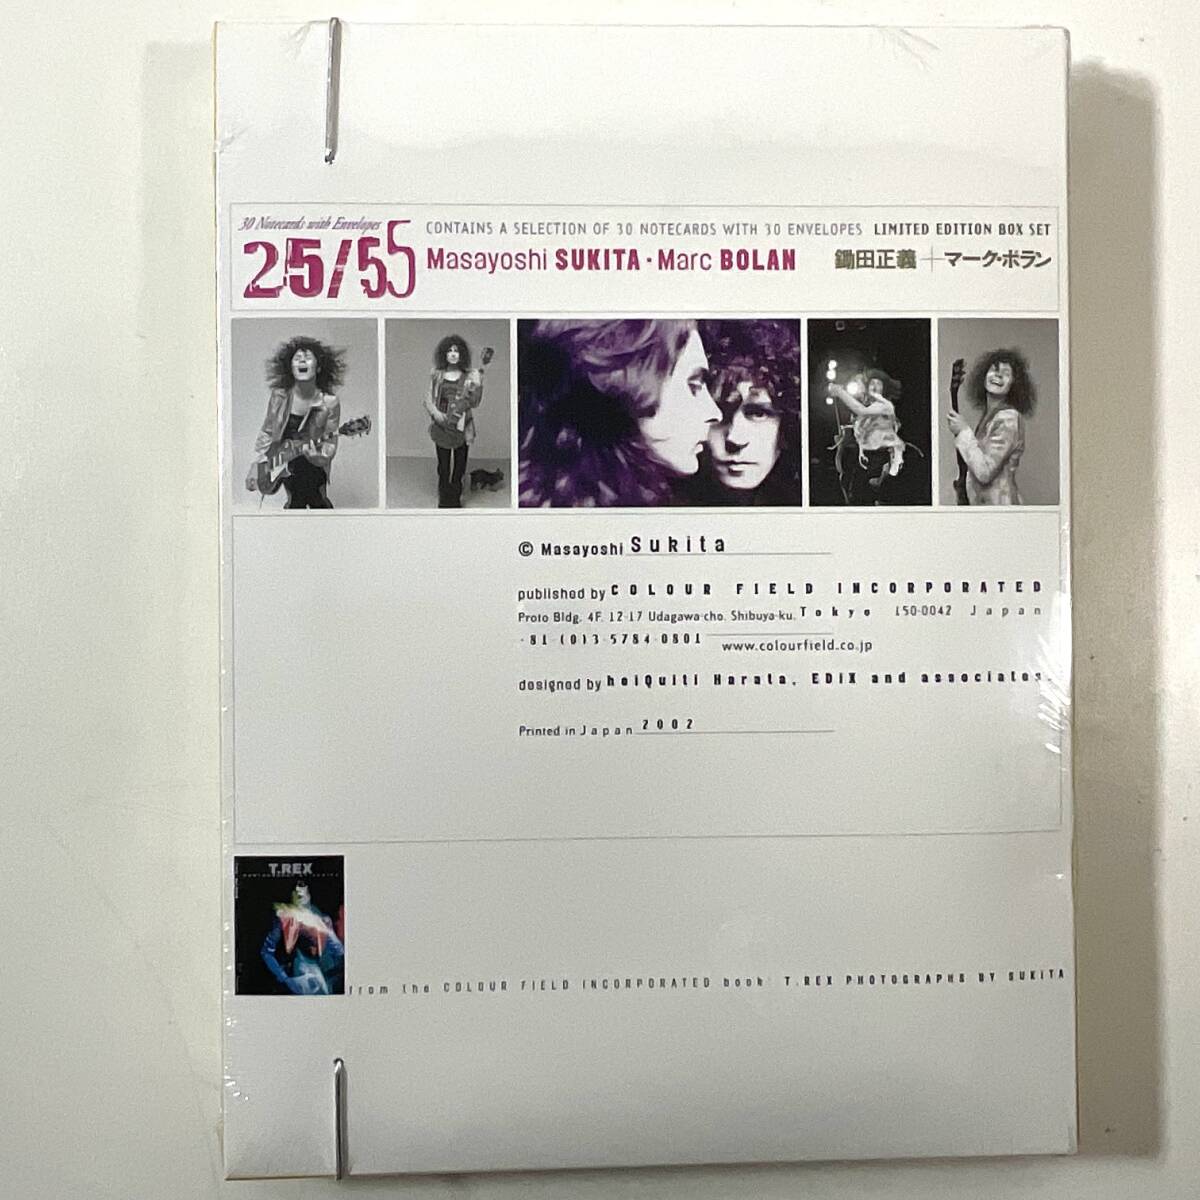 30 Notecards with Envelopes
25/55
CONTAINS A SELECTION OF 30 NOTECARDS WITH 30 ENVELOPES LIMITED EDITION BOX SET
Masayoshi SUKITA・Marc BOLAN 鋤田正義+マーク・ボラン
© Masayoshi Sukita
published by COLOUR FIELD INCORPORATED
Proto Bldg. 4F. 12-17 Udagawa-cho. Shibuya-ku. Tokyo 150-0042 Japan
+81-(0)3-5784-0801 www.colourfield.co.jp
designed by heiQuiti Harata, EDiX and associates.
Printed in Japan 2002
T.REX
PHOTOGRAPHS BY SUKITA
from the COLOUR FIELD INCORPORATED book: T.REX PHOTOGRAPHS BY SUKITA